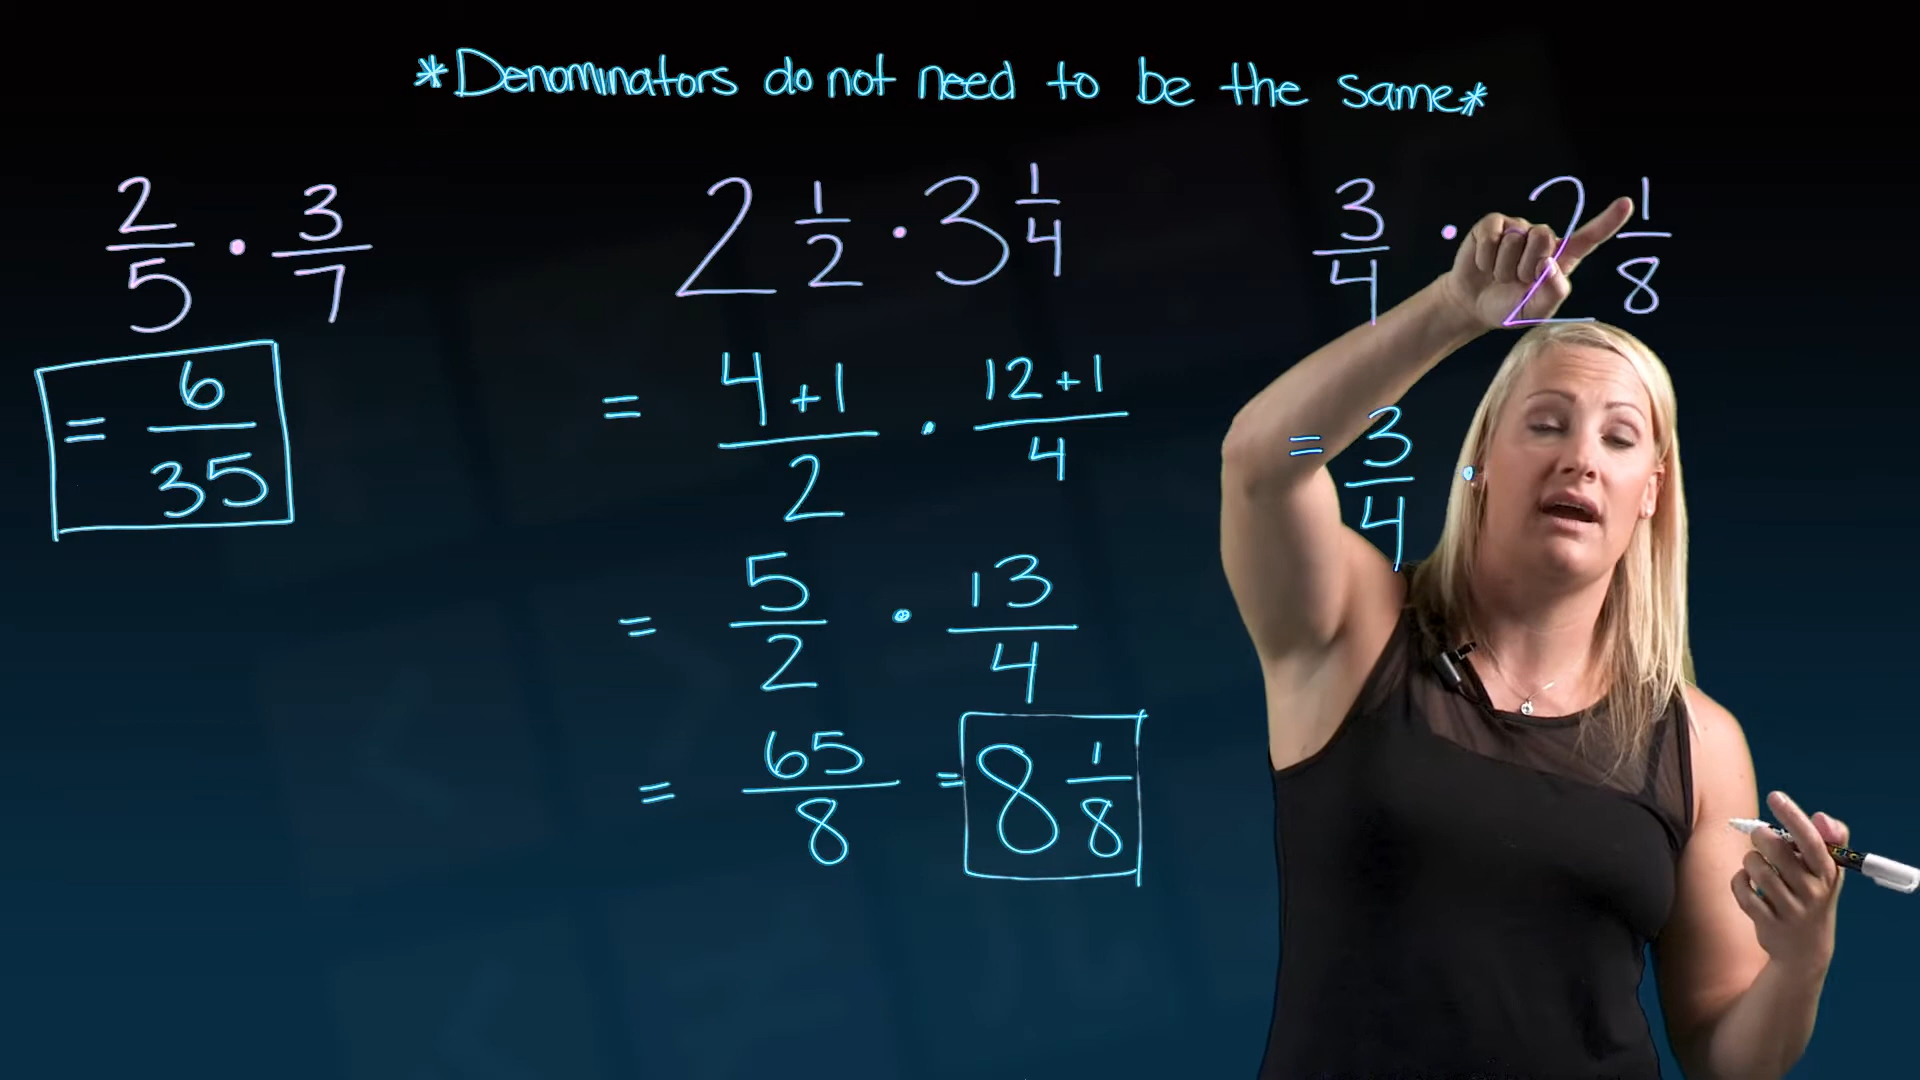 *Denominators do not need to be the same*
2/5 · 3/7
= 6/35
2 1/2 · 3 1/4
= 4+1/2 · 12+1/4
= 5/2 · 13/4
= 65/8 = 8 1/8
3/4 · 2 1/8
= 3/4 ·